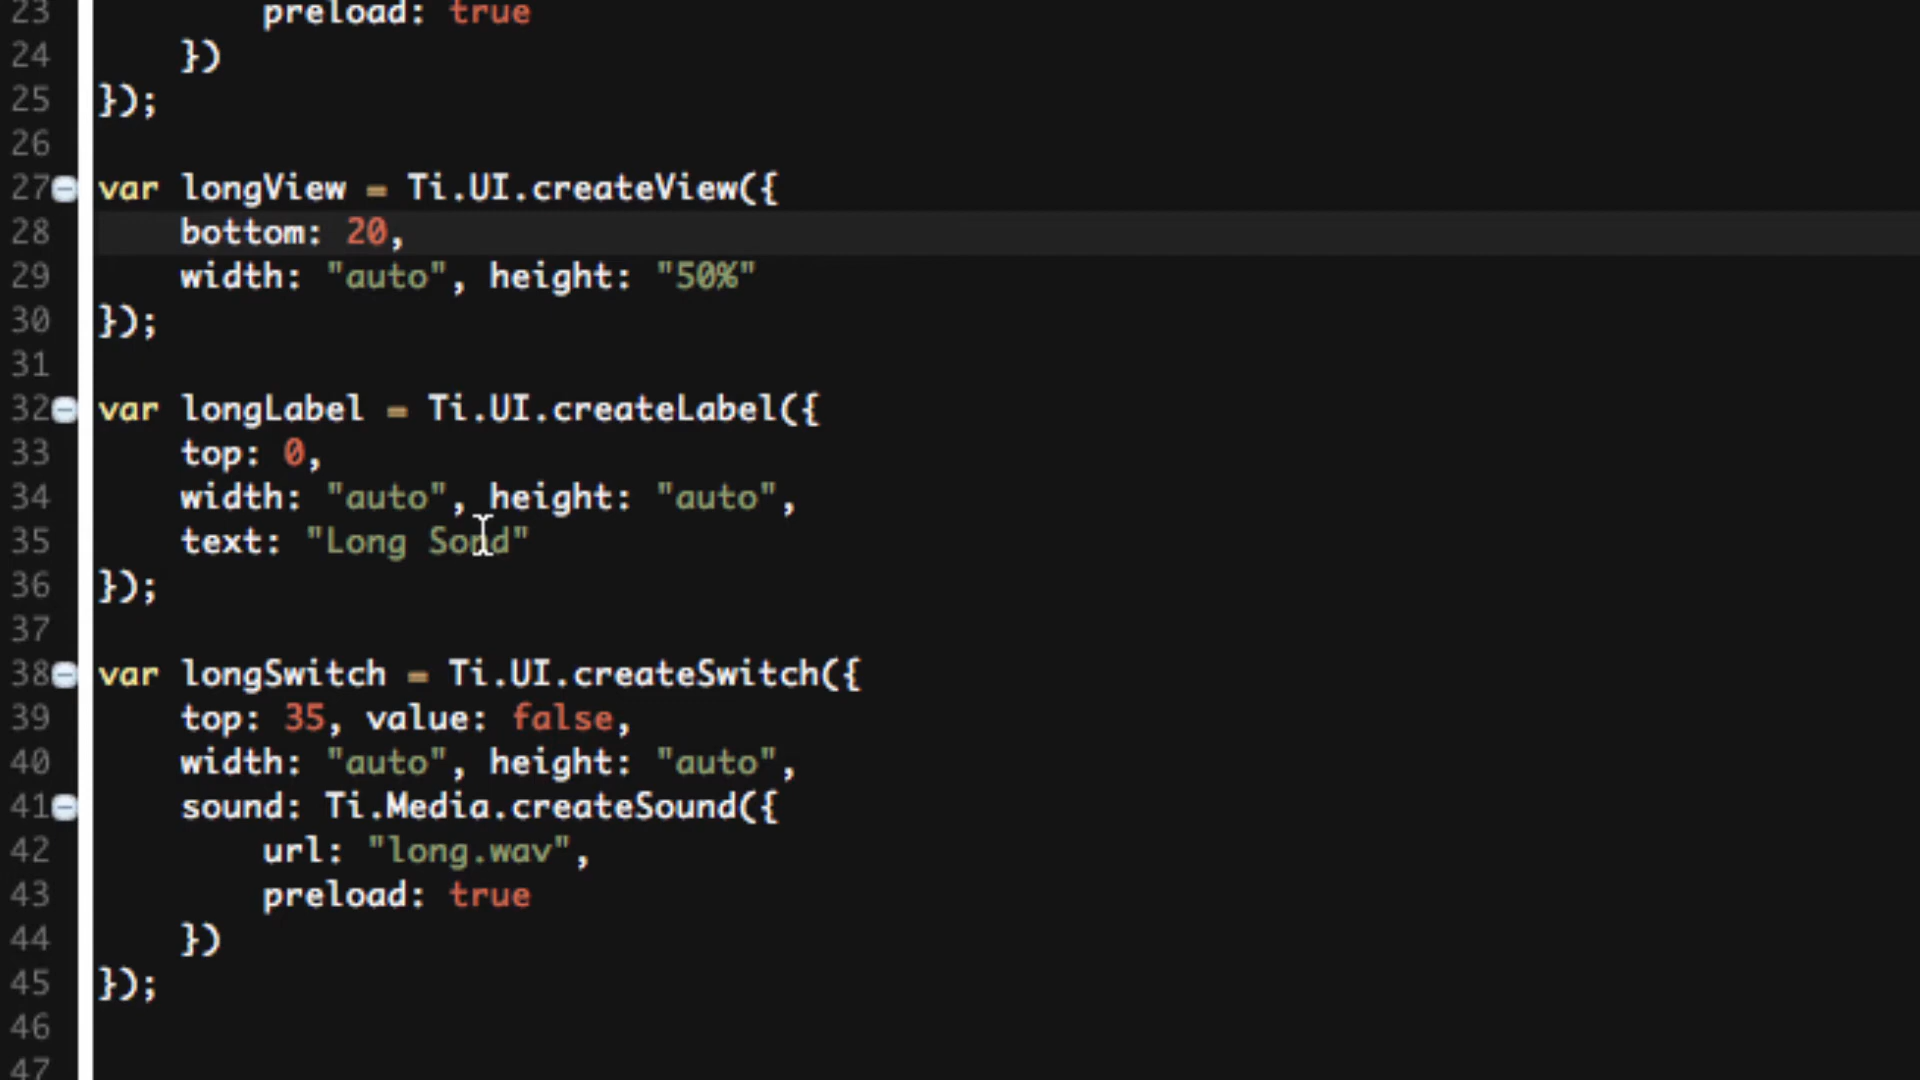 23 preload: true
24 })
25 });
26
27 var longView = Ti.UI.createView({
28 bottom: 20,
29 width: "auto", height: "50%"
30 });
31
32 var longLabel = Ti.UI.createLabel({
33 top: 0,
34 width: "auto", height: "auto",
35 text: "Long Sond"
36 });
37
38 var longSwitch = Ti.UI.createSwitch({
39 top: 35, value: false,
40 width: "auto", height: "auto",
41 sound: Ti.Media.createSound({
42 url: "long.wav",
43 preload: true
44 })
45 });
46
47